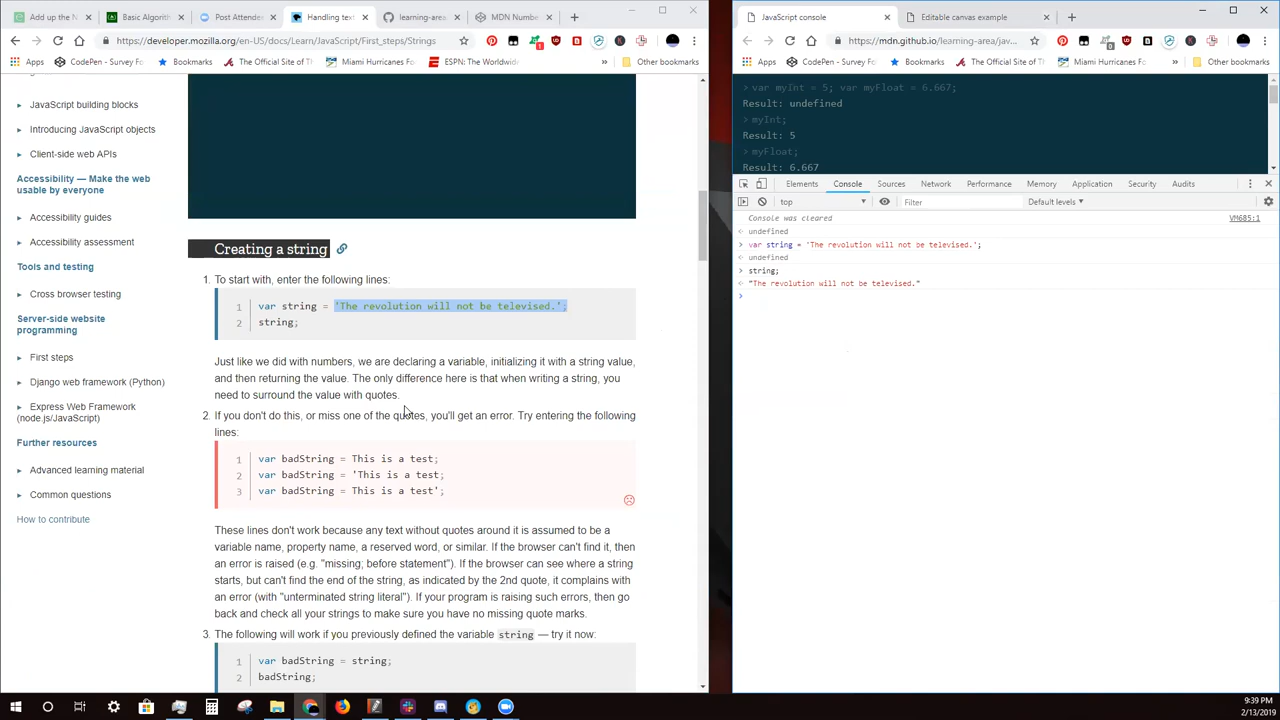 Add up the N
Basic Algorithm
Post Attended
Handling text
learning-area
MDN Number
JavaScript console
Editable canvas example
https://developer.mozilla.org/en-US/docs/Learn/JavaScript/First_steps/Strings
https://mdn.github.io/learning-area/jav...
Apps
CodePen - Survey Fo
Bookmarks
The Official Site of T
Miami Hurricanes F
ESPN: The Worldwid
»
Other bookmarks
Apps
CodePen - Survey Fo
Bookmarks
The Official Site of T
Miami Hurricanes F
»
Other bookmarks
JavaScript building blocks
Introducing JavaScript objects
Client-side web APIs
Accessibility — Make the web
usable by everyone
Accessibility guides
Accessibility assessment
Tools and testing
Cross browser testing
Server-side website
programming
First steps
Django web framework (Python)
Express Web Framework
(node.js/JavaScript)
Further resources
Advanced learning material
Common questions
How to contribute
Creating a string
1. To start with, enter the following lines:
1 var string = 'The revolution will not be televised.';
2 string;
Just like we did with numbers, we are declaring a variable, initializing it with a string value,
and then returning the value. The only difference here is that when writing a string, you
need to surround the value with quotes.
2. If you don't do this, or miss one of the quotes, you'll get an error. Try entering the following
lines:
1 var badString = This is a test;
2 var badString = 'This is a test;
3 var badString = This is a test';
These lines don't work because any text without quotes around it is assumed to be a
variable name, property name, a reserved word, or similar. If the browser can't find it, then
an error is raised (e.g. "missing; before statement"). If the browser can see where a string
starts, but can't find the end of the string, as indicated by the 2nd quote, it complains with
an error (with "unterminated string literal"). If your program is raising such errors, then go
back and check all your strings to make sure you have no missing quote marks.
3. The following will work if you previously defined the variable string — try it now:
1 var badString = string;
2 badString;
> var myInt = 5; var myFloat = 6.667;
Result: undefined
> myInt;
Result: 5
> myFloat;
Result: 6.667
Elements Console Sources Network Performance Memory Application Security Audits
top
Filter
Default levels
Console was cleared
VM685:1
undefined
var string = 'The revolution will not be televised.';
undefined
string;
"The revolution will not be televised."
9:39 PM
2/13/2019